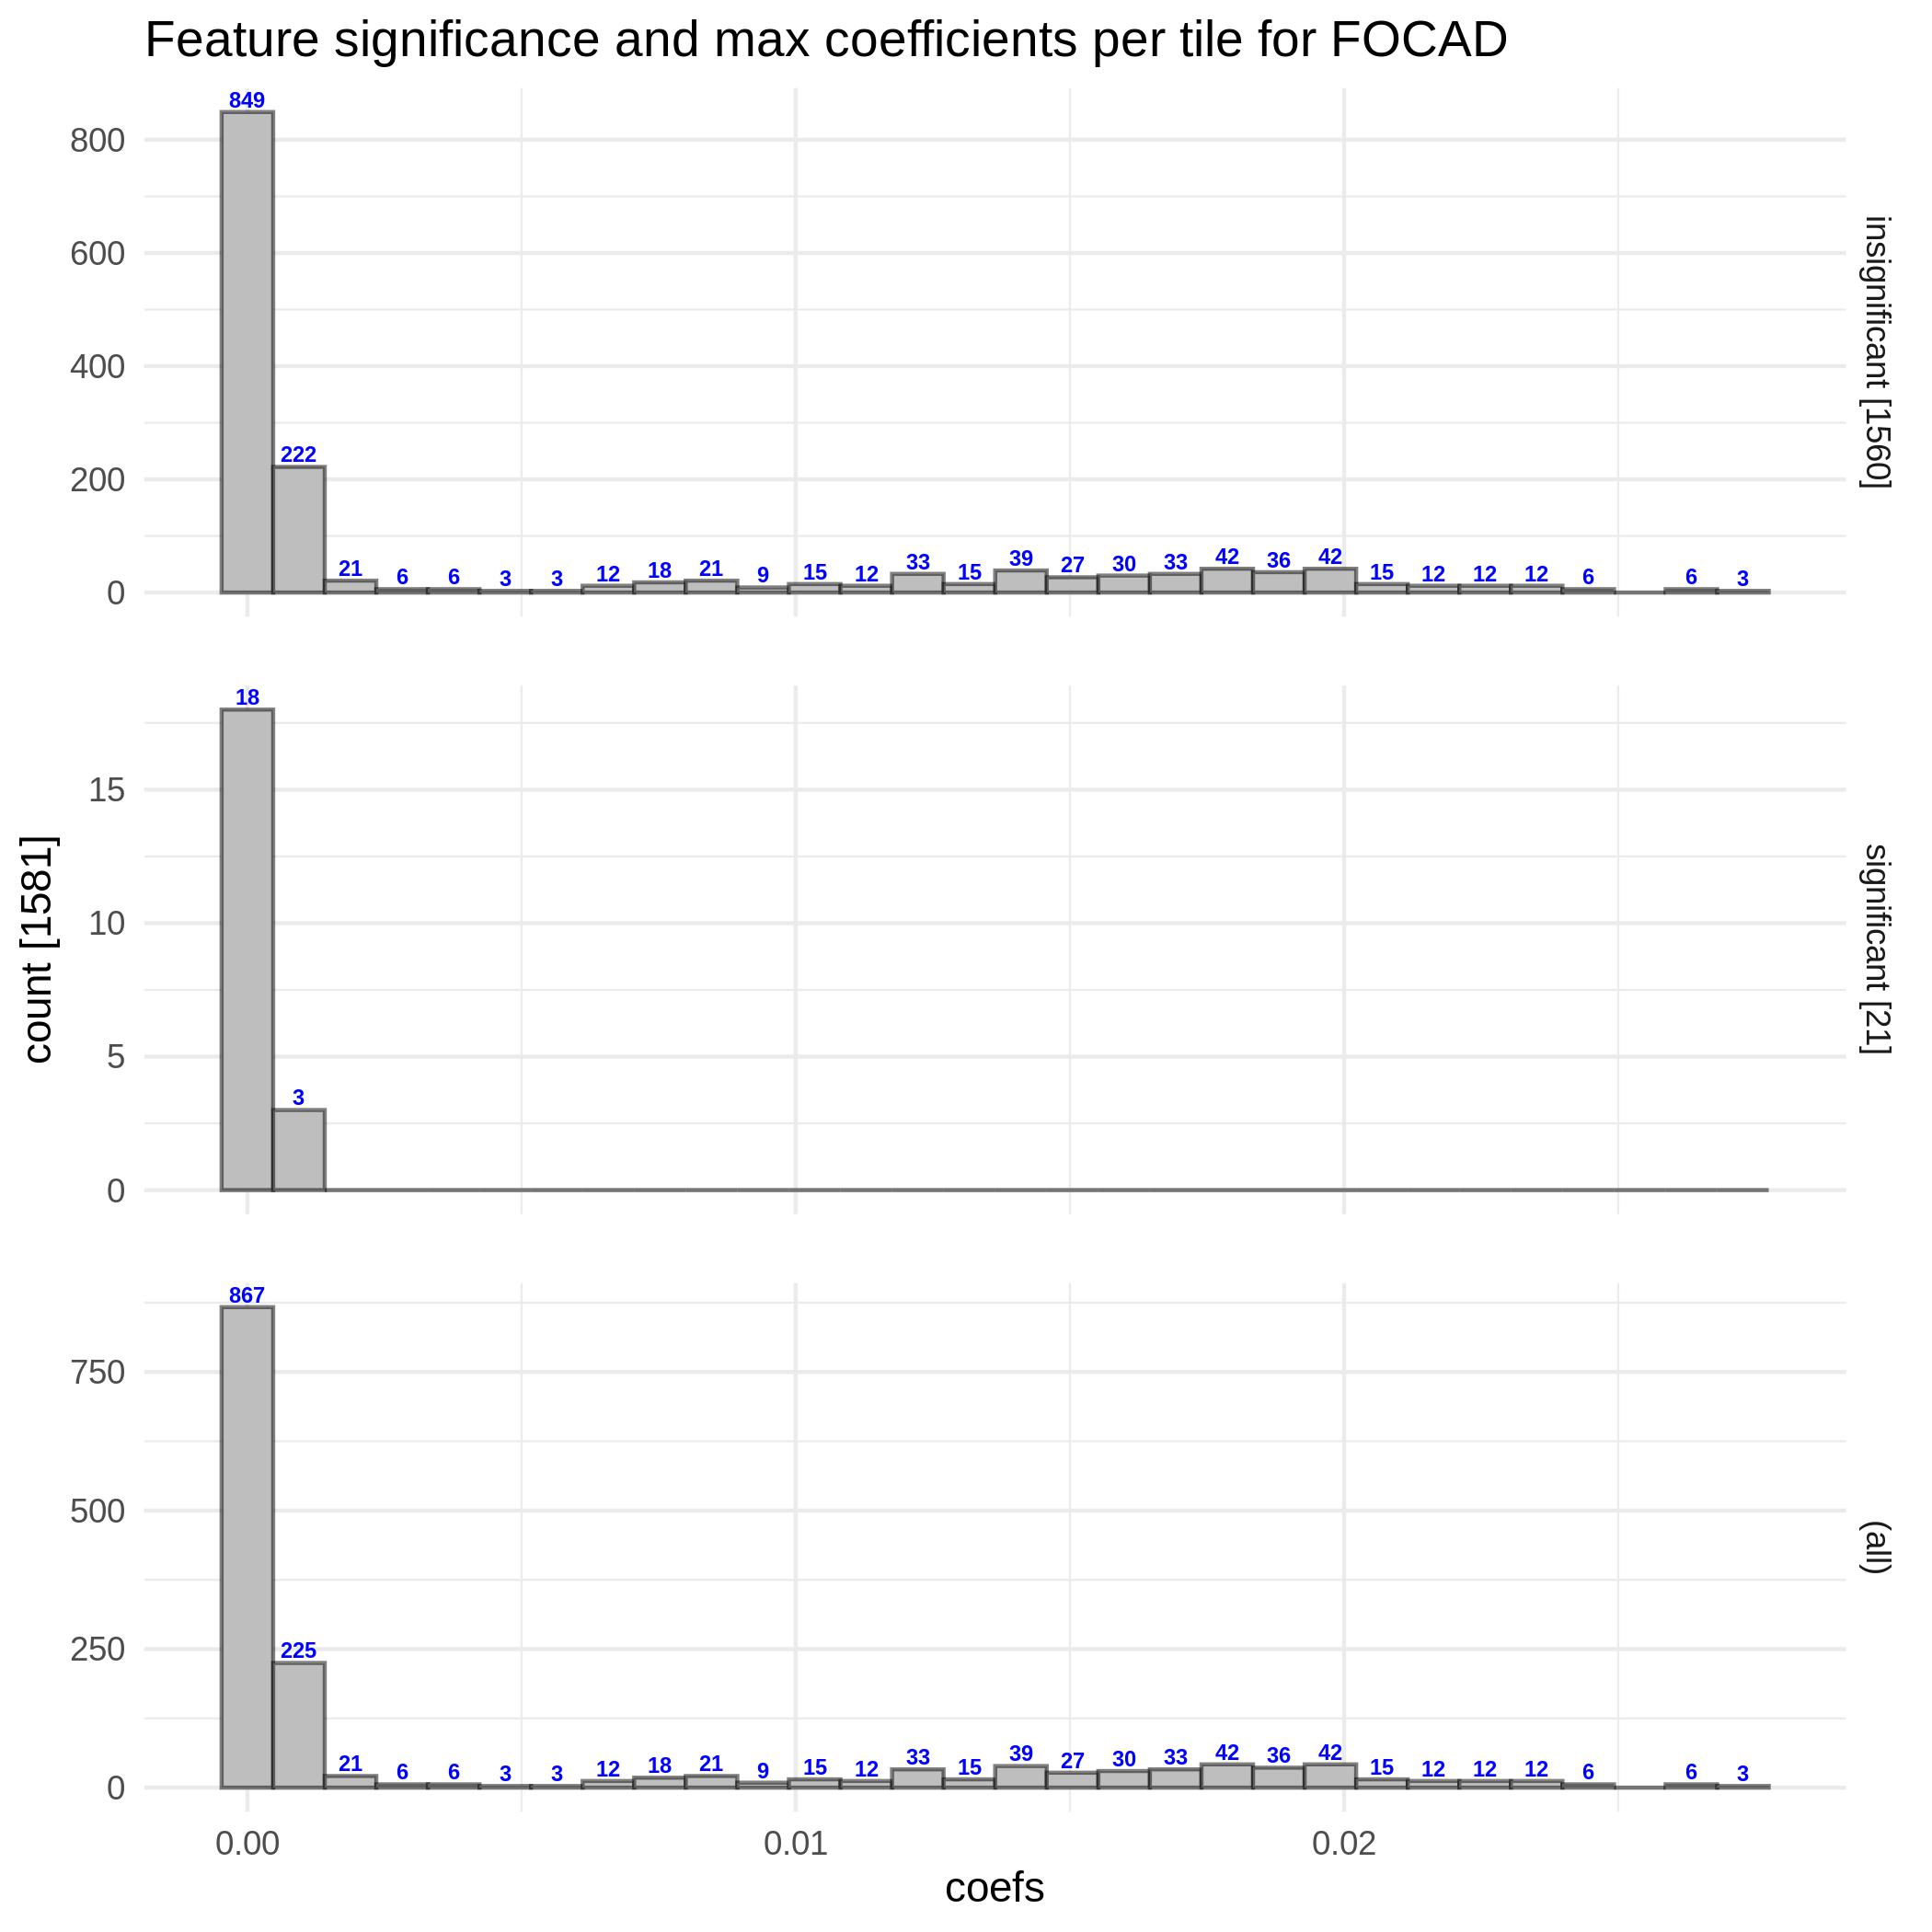 Feature significance and max coefficients per tile for FOCAD
849
800
600
400
222
200
21 6 6 3 3 12 18 21 9 15 12 33 15 39 27 30 33 42 36 42 15 12 12 12 6 6 3
0
insignificant [1560]
18
15
10
5
3
0
significant [21]
count [1581]
867
750
500
250
225
21 6 6 3 3 12 18 21 9 15 12 33 15 39 27 30 33 42 36 42 15 12 12 12 6 6 3
0
(all)
0.00 0.01 0.02
coefs